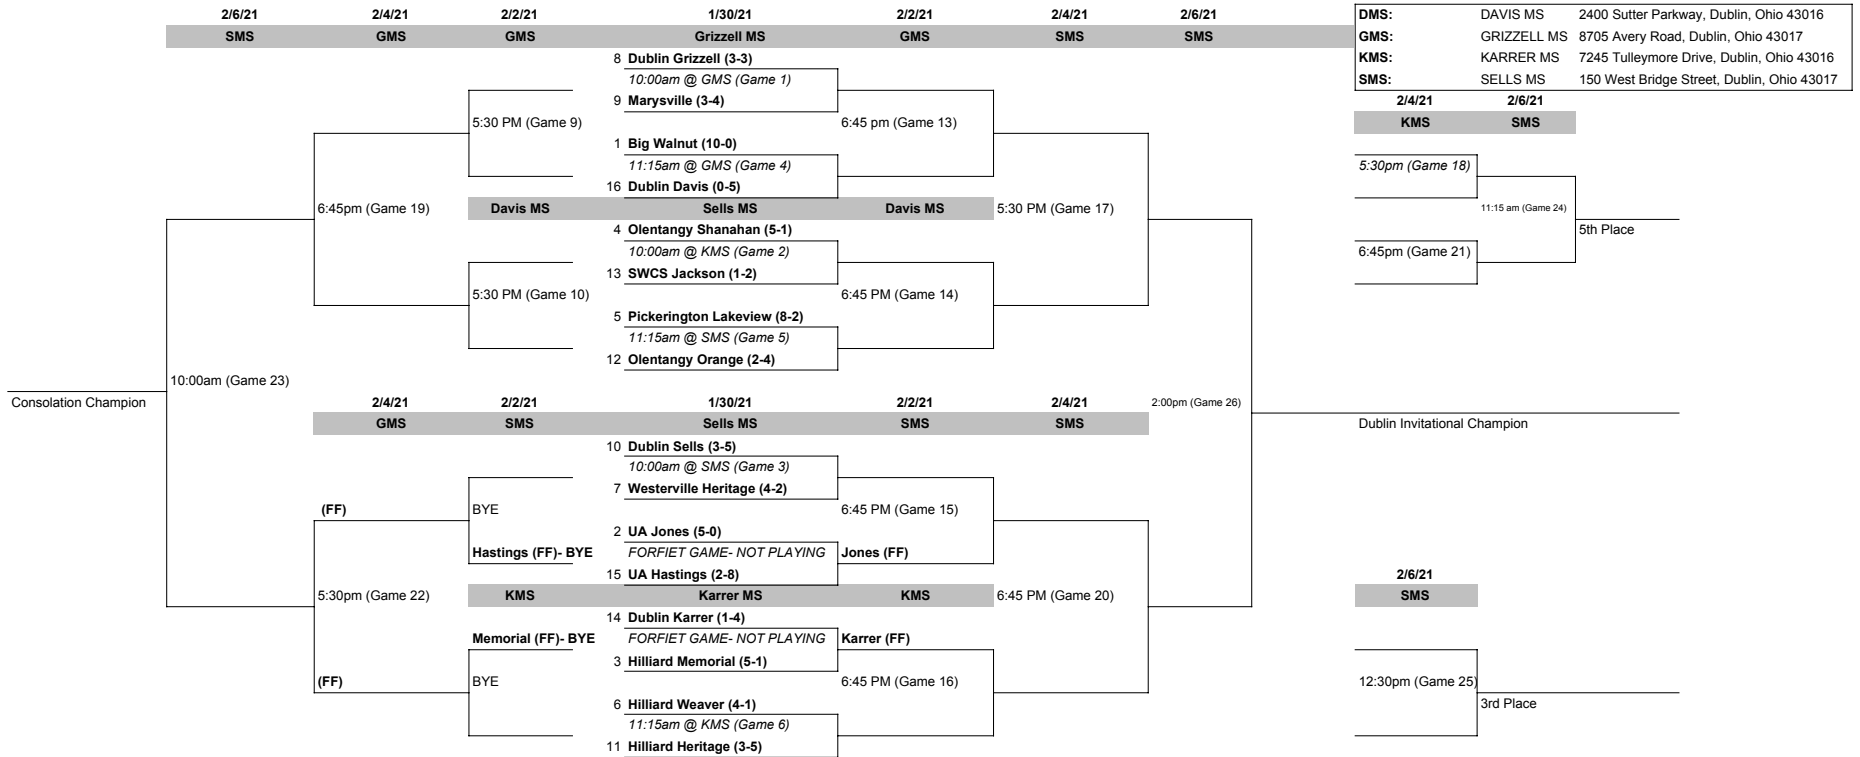 2/6/21 2/4/21 2/2/21 1/30/21 2/2/21 2/4/21 2/6/21
SMS GMS GMS Grizzell MS GMS SMS SMS
DMS: DAVIS MS 2400 Sutter Parkway, Dublin, Ohio 43016
GMS: GRIZZELL MS 8705 Avery Road, Dublin, Ohio 43017
KMS: KARRER MS 7245 Tulleymore Drive, Dublin, Ohio 43016
SMS: SELLS MS 150 West Bridge Street, Dublin, Ohio 43017
8 Dublin Grizzell (3-3)
10:00am @ GMS (Game 1)
9 Marysville (3-4)
2/4/21 2/6/21
5:30 PM (Game 9) 6:45 pm (Game 13)
KMS SMS
1 Big Walnut (10-0)
11:15am @ GMS (Game 4)
5:30pm (Game 18)
16 Dublin Davis (0-5)
6:45pm (Game 19) Davis MS Sells MS Davis MS 5:30 PM (Game 17)
11:15 am (Game 24)
4 Olentangy Shanahan (5-1)
5th Place
10:00am @ KMS (Game 2)
6:45pm (Game 21)
13 SWCS Jackson (1-2)
5:30 PM (Game 10) 6:45 PM (Game 14)
5 Pickerington Lakeview (8-2)
11:15am @ SMS (Game 5)
12 Olentangy Orange (2-4)
10:00am (Game 23)
Consolation Champion
2/4/21 2/2/21 1/30/21 2/2/21 2/4/21
2:00pm (Game 26)
GMS SMS Sells MS SMS SMS
Dublin Invitational Champion
10 Dublin Sells (3-5)
10:00am @ SMS (Game 3)
7 Westerville Heritage (4-2)
(FF) BYE 6:45 PM (Game 15)
2 UA Jones (5-0)
Hastings (FF)- BYE FORFIET GAME- NOT PLAYING Jones (FF)
15 UA Hastings (2-8)
2/6/21
5:30pm (Game 22) KMS Karrer MS KMS 6:45 PM (Game 20)
SMS
14 Dublin Karrer (1-4)
Memorial (FF)- BYE FORFIET GAME- NOT PLAYING Karrer (FF)
3 Hilliard Memorial (5-1)
(FF) BYE 6:45 PM (Game 16)
12:30pm (Game 25)
6 Hilliard Weaver (4-1)
3rd Place
11:15am @ KMS (Game 6)
11 Hilliard Heritage (3-5)